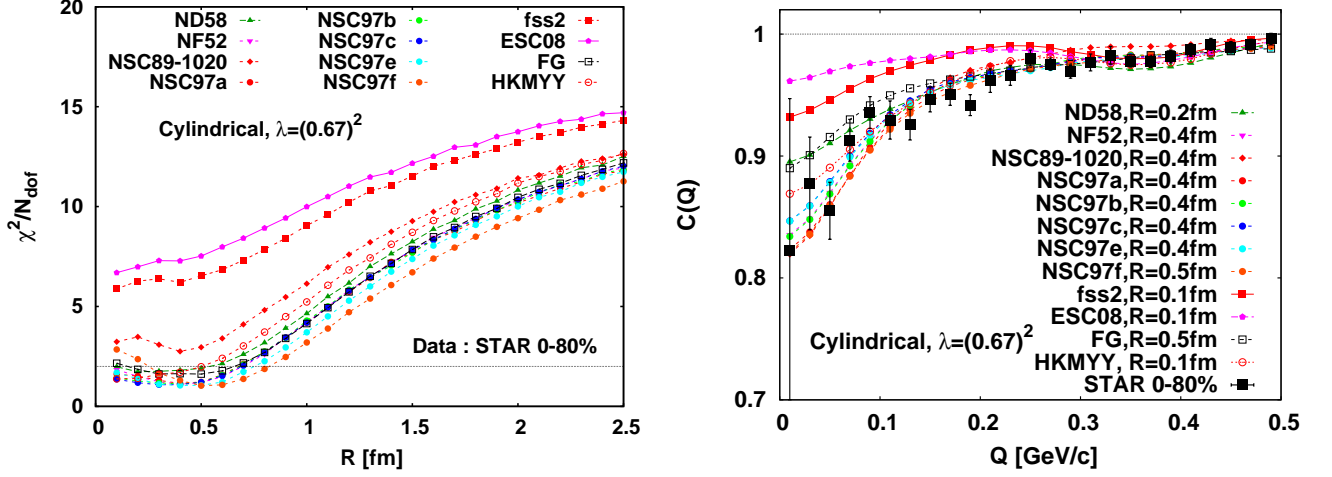 ND58 NSC97b fss2
NF52 NSC97c ESC08
NSC89-1020 NSC97e FG
NSC97a NSC97f HKMYY
20
15
10
5
0
χ²/N_dof
Cylindrical, λ=(0.67)²
Data : STAR 0-80%
0 0.5 1 1.5 2 2.5
R [fm]
1
0.9
0.8
0.7
C(Q)
ND58,R=0.2fm
NF52,R=0.4fm
NSC89-1020,R=0.4fm
NSC97a,R=0.4fm
NSC97b,R=0.4fm
NSC97c,R=0.4fm
NSC97e,R=0.4fm
NSC97f,R=0.5fm
fss2,R=0.1fm
ESC08,R=0.1fm
FG,R=0.5fm
HKMYY, R=0.1fm
STAR 0-80%
Cylindrical, λ=(0.67)²
0 0.1 0.2 0.3 0.4 0.5
Q [GeV/c]